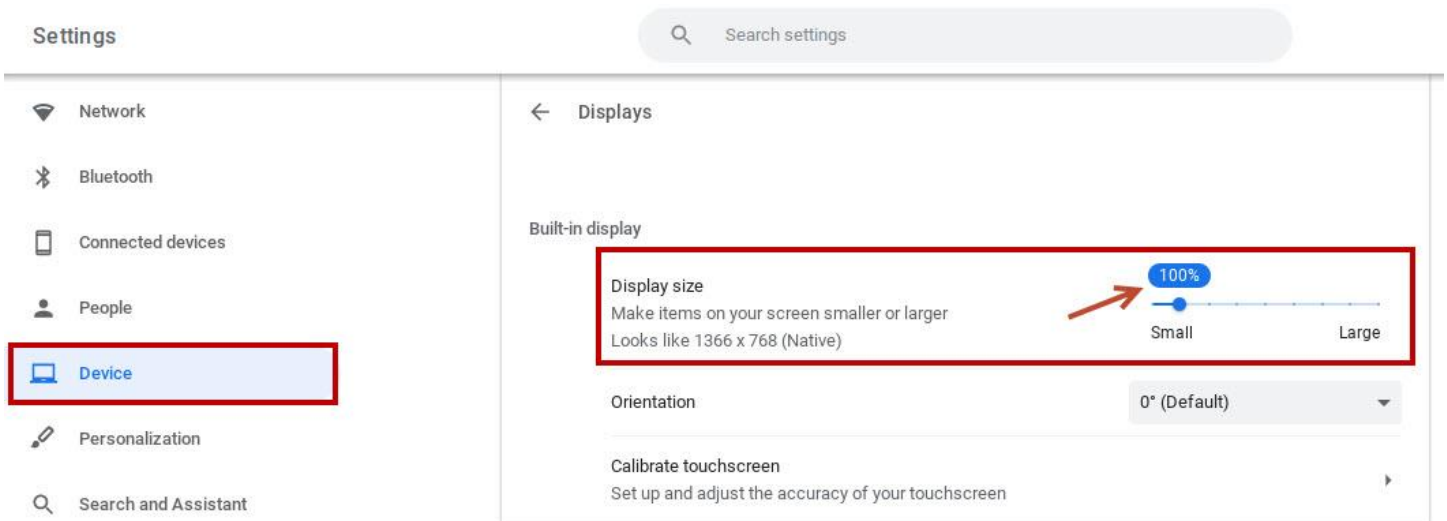 Settings
Search settings
Network
Bluetooth
Connected devices
People
Device
Personalization
Search and Assistant
Displays
Built-in display
Display size
Make items on your screen smaller or larger
Looks like 1366 x 768 (Native)
100%
Small Large
Orientation
0° (Default)
Calibrate touchscreen
Set up and adjust the accuracy of your touchscreen